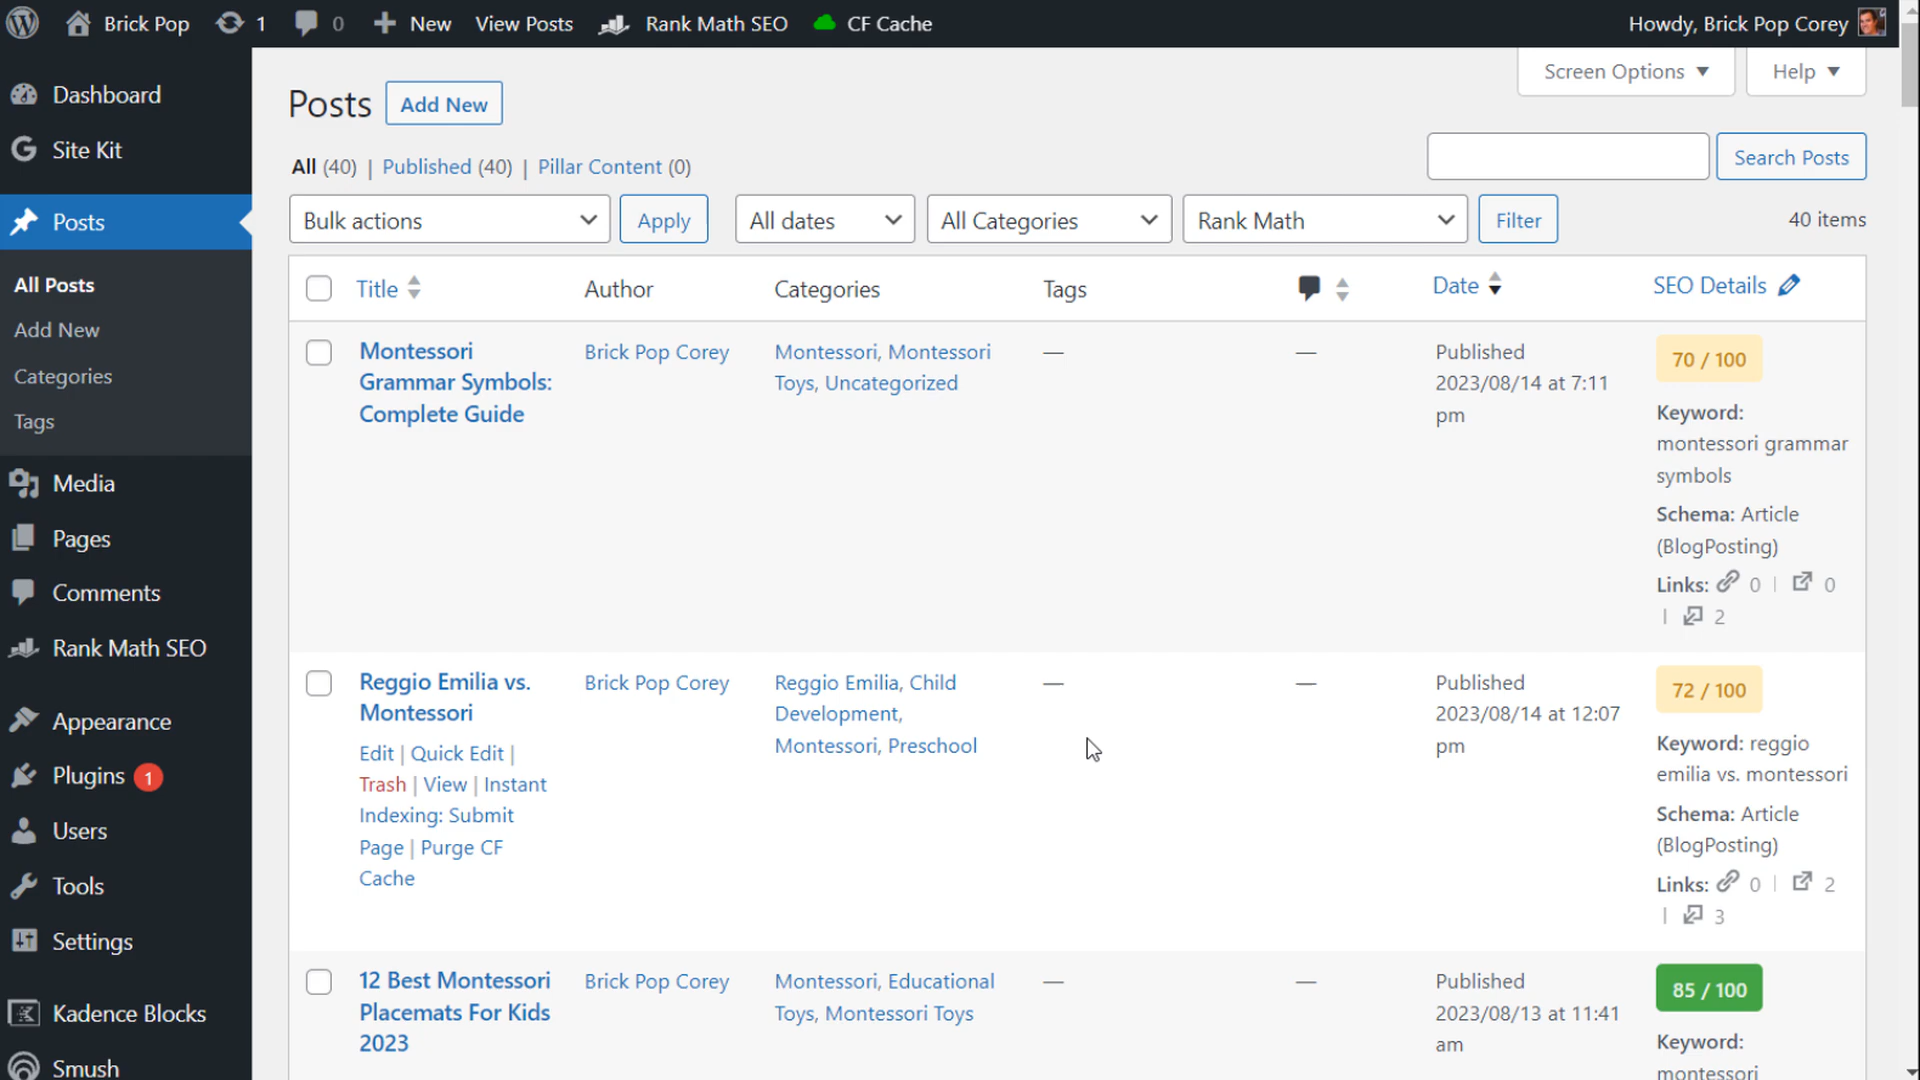 Brick Pop 1 0 New View Posts Rank Math SEO CF Cache Howdy, Brick Pop Corey
Screen Options Help
Dashboard
Site Kit
Posts
All Posts
Add New
Categories
Tags
Media
Pages
Comments
Rank Math SEO
Appearance
Plugins 1
Users
Tools
Settings
Kadence Blocks
Smush
Posts Add New
All (40) | Published (40) | Pillar Content (0)
Search Posts
Bulk actions Apply All dates All Categories Rank Math Filter 40 items
Title Author Categories Tags Date SEO Details
Montessori
Grammar Symbols:
Complete Guide
Brick Pop Corey
Montessori, Montessori
Toys, Uncategorized
—
—
Published
2023/08/14 at 7:11
pm
70 / 100
Keyword:
montessori grammar
symbols
Schema: Article
(BlogPosting)
Links: 0 | 0
| 2
Reggio Emilia vs.
Montessori
Edit | Quick Edit |
Trash | View | Instant
Indexing: Submit
Page | Purge CF
Cache
Brick Pop Corey
Reggio Emilia, Child
Development,
Montessori, Preschool
—
—
Published
2023/08/14 at 12:07
pm
72 / 100
Keyword: reggio
emilia vs. montessori
Schema: Article
(BlogPosting)
Links: 0 | 2
| 3
12 Best Montessori
Placemats For Kids
2023
Brick Pop Corey
Montessori, Educational
Toys, Montessori Toys
—
—
Published
2023/08/13 at 11:41
am
85 / 100
Keyword:
montessori